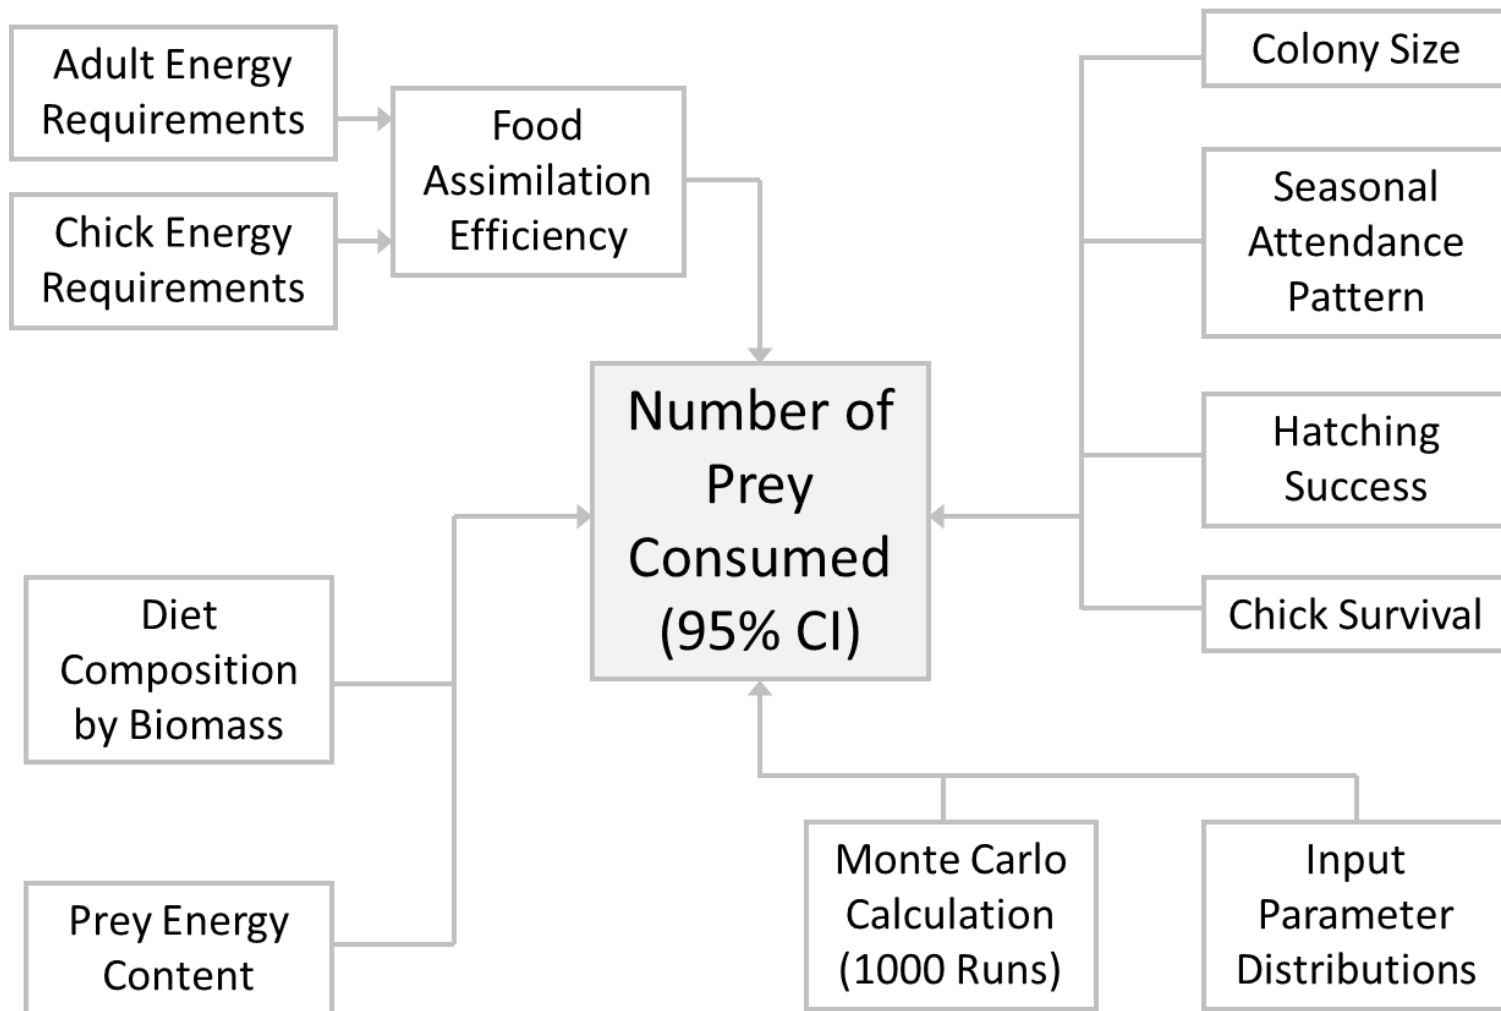 Adult Energy
Requirements
Chick Energy
Requirements
Food
Assimilation
Efficiency
Colony Size
Seasonal
Attendance
Pattern
Hatching
Success
Chick Survival
Number of
Prey
Consumed
(95% CI)
Diet
Composition
by Biomass
Prey Energy
Content
Monte Carlo
Calculation
(1000 Runs)
Input
Parameter
Distributions